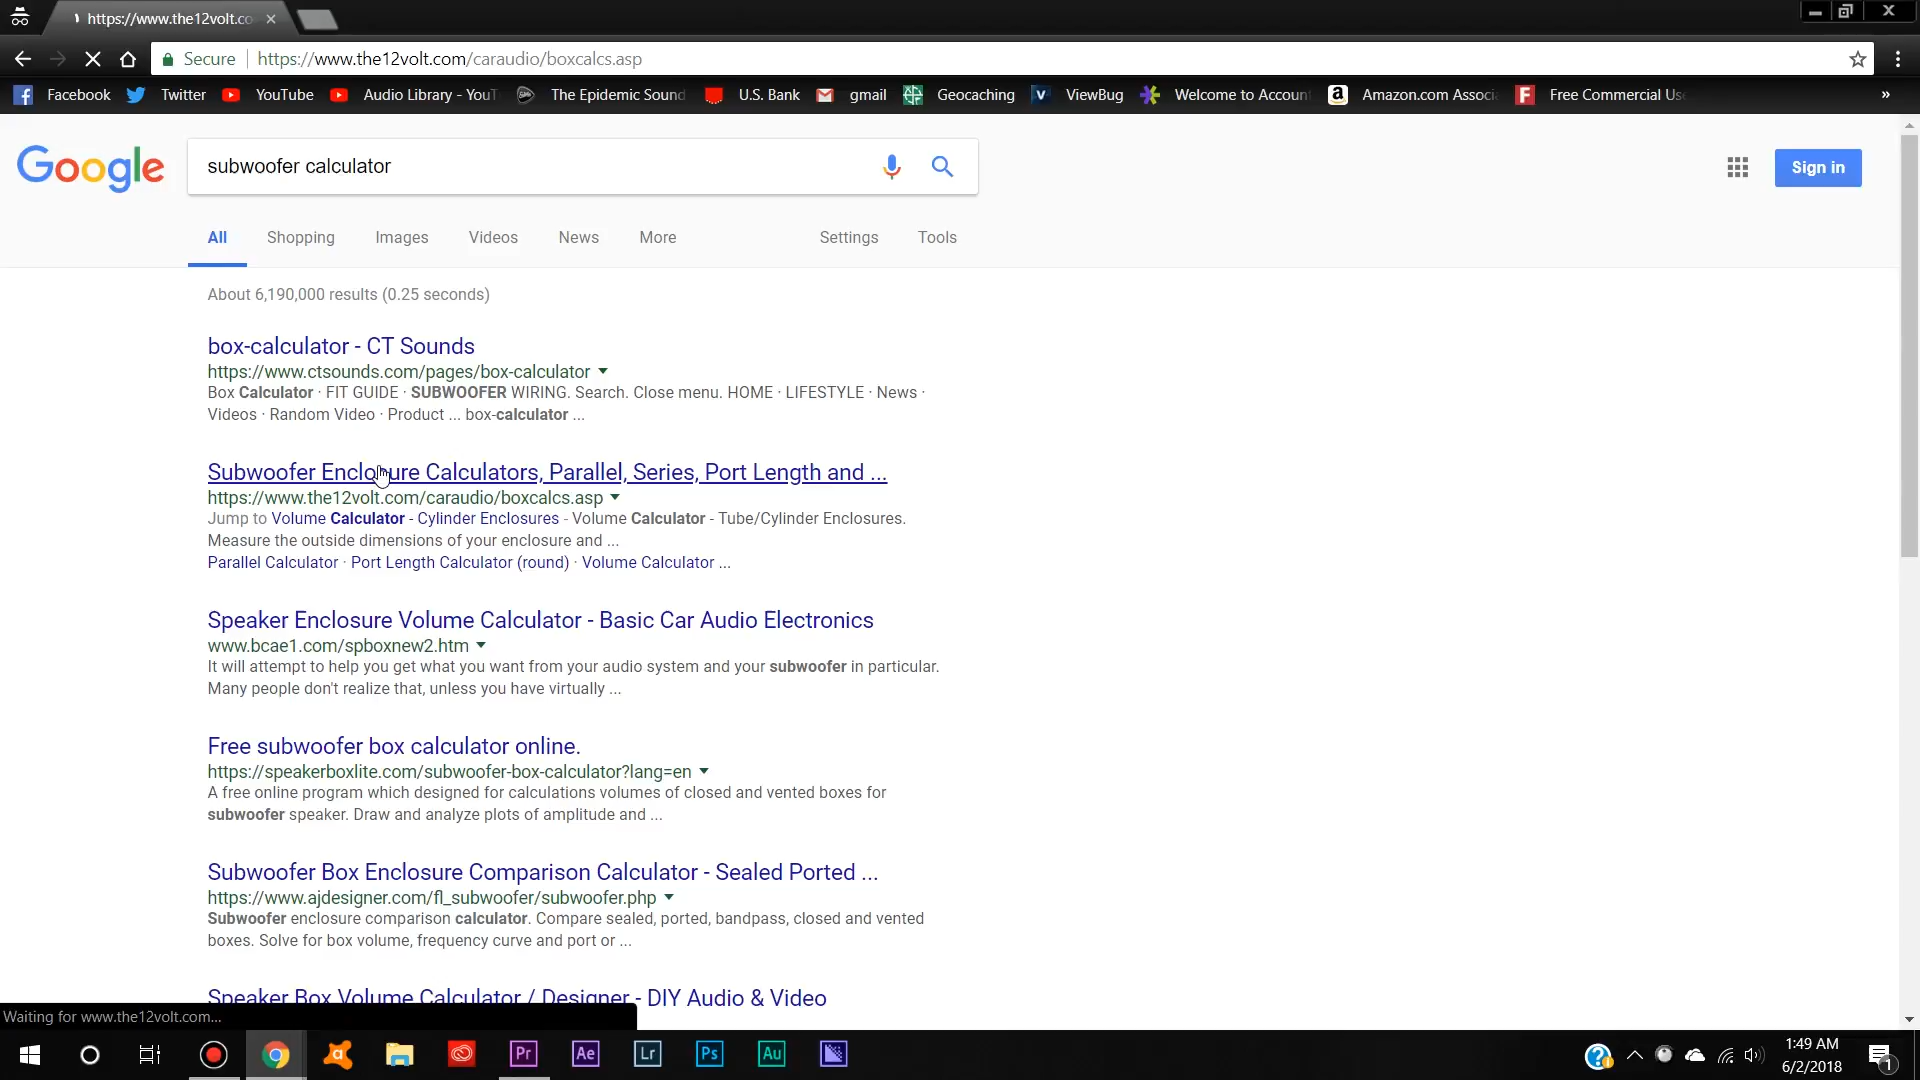 https://www.the12volt.co
Secure https://www.the12volt.com/caraudio/boxcalcs.asp
Facebook Twitter YouTube Audio Library - YouT The Epidemic Sound U.S. Bank gmail Geocaching ViewBug Welcome to Accoun Amazon.com Associa Free Commercial Use »
Google subwoofer calculator Sign in
All Shopping Images Videos News More Settings Tools
About 6,190,000 results (0.25 seconds)
box-calculator - CT Sounds
https://www.ctsounds.com/pages/box-calculator
Box Calculator · FIT GUIDE · SUBWOOFER WIRING. Search. Close menu. HOME · LIFESTYLE · News ·
Videos · Random Video · Product ... box-calculator ...
Subwoofer Enclosure Calculators, Parallel, Series, Port Length and ...
https://www.the12volt.com/caraudio/boxcalcs.asp
Jump to Volume Calculator - Cylinder Enclosures - Volume Calculator - Tube/Cylinder Enclosures.
Measure the outside dimensions of your enclosure and ...
Parallel Calculator · Port Length Calculator (round) · Volume Calculator ...
Speaker Enclosure Volume Calculator - Basic Car Audio Electronics
www.bcae1.com/spboxnew2.htm
It will attempt to help you get what you want from your audio system and your subwoofer in particular.
Many people don't realize that, unless you have virtually ...
Free subwoofer box calculator online.
https://speakerboxlite.com/subwoofer-box-calculator?lang=en
A free online program which designed for calculations volumes of closed and vented boxes for
subwoofer speaker. Draw and analyze plots of amplitude and ...
Subwoofer Box Enclosure Comparison Calculator - Sealed Ported ...
https://www.ajdesigner.com/fl_subwoofer/subwoofer.php
Subwoofer enclosure comparison calculator. Compare sealed, ported, bandpass, closed and vented
boxes. Solve for box volume, frequency curve and port or ...
Speaker Box Volume Calculator / Designer - DIY Audio & Video
Waiting for www.the12volt.com...
Pr Ae Lr Ps Au
1:49 AM
6/2/2018
1